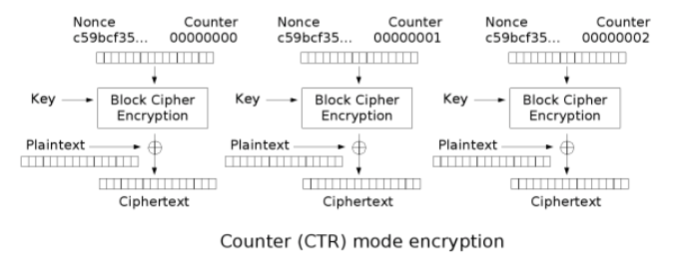 Nonce Counter Nonce Counter Nonce Counter
c59bcf35... 00000000 c59bcf35... 00000001 c59bcf35... 00000002
Key Block Cipher Encryption Key Block Cipher Encryption Key Block Cipher Encryption
Plaintext Plaintext Plaintext
Ciphertext Ciphertext Ciphertext
Counter (CTR) mode encryption